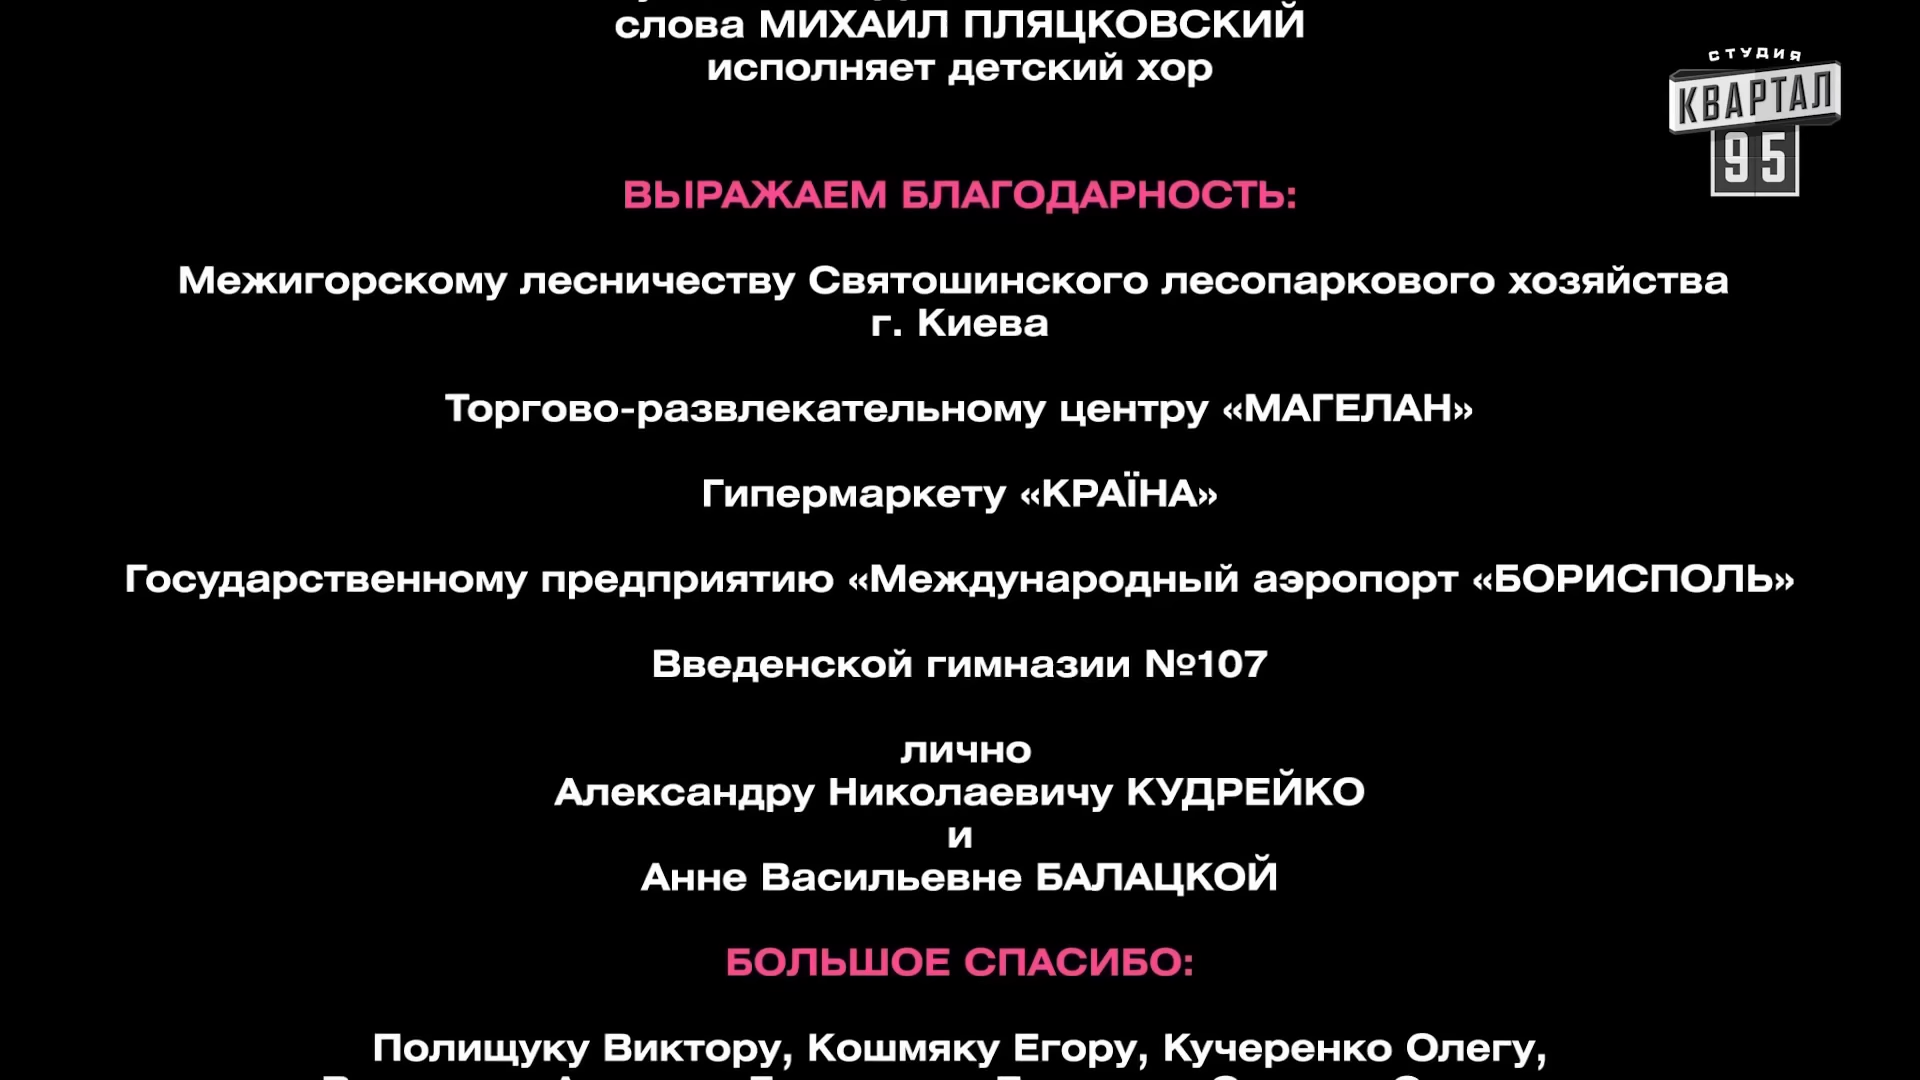 слова МИХАИЛ ПЛЯЦКОВСКИЙ
исполняет детский хор
СТУДИЯ
КВАРТАЛ
95
ВЫРАЖАЕМ БЛАГОДАРНОСТЬ:
Межигорскому лесничеству Святошинского лесопаркового хозяйства
г. Киева
Торгово-развлекательному центру «МАГЕЛАН»
Гипермаркету «КРАЇНА»
Государственному предприятию «Международный аэропорт «БОРИСПОЛЬ»
Введенской гимназии №107
лично
Александру Николаевичу КУДРЕЙКО
и
Анне Васильевне БАЛАЦКОЙ
БОЛЬШОЕ СПАСИБО:
Полищуку Виктору, Кошмяку Егору, Кучеренко Олегу,